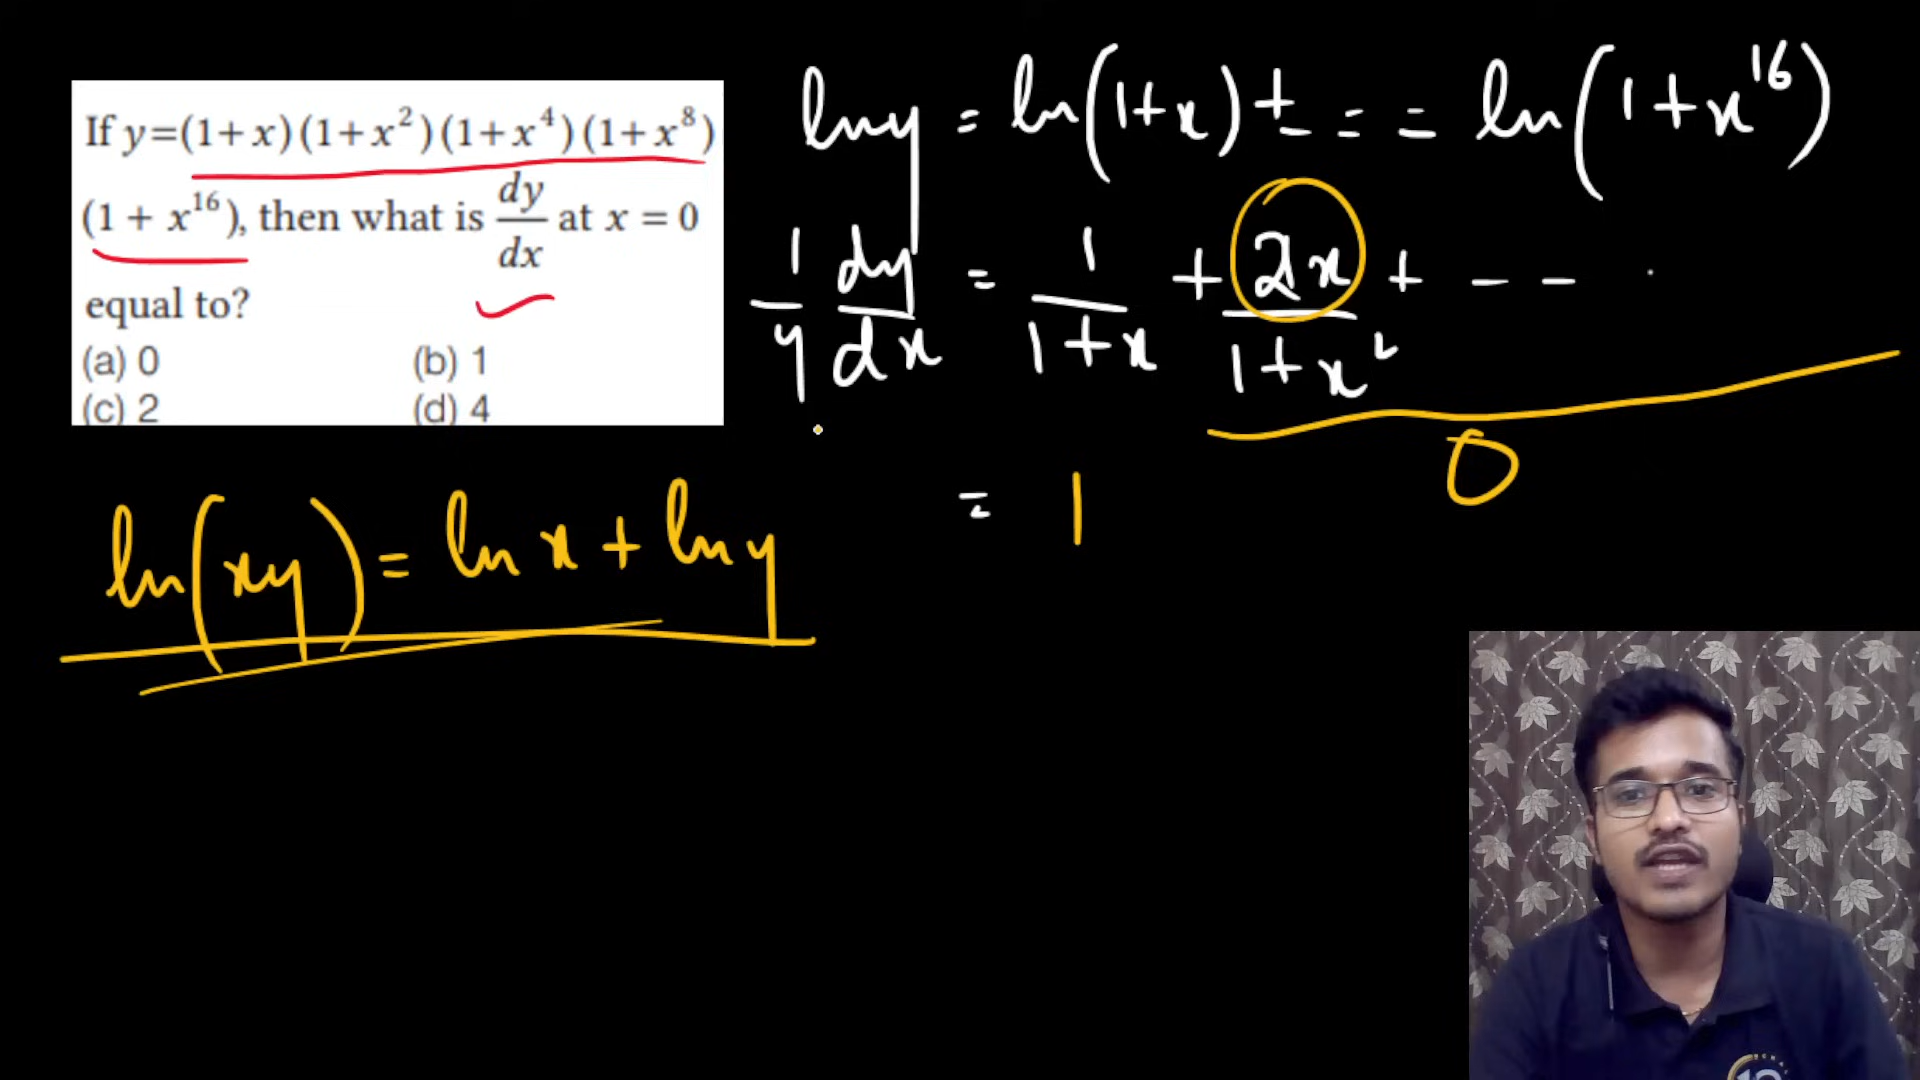 If y=(1+x)(1+x²)(1+x⁴)(1+x⁸)
(1 + x¹⁶), then what is dy/dx at x = 0
equal to?
(a) 0 (b) 1
(c) 2 (d) 4
ln y = ln(1+x) + - = = ln(1+x¹⁶)
1/y dy/dx = 1/(1+x) + 2x/(1+x²) + - - .
0
= 1
ln(xy) = ln x + ln y